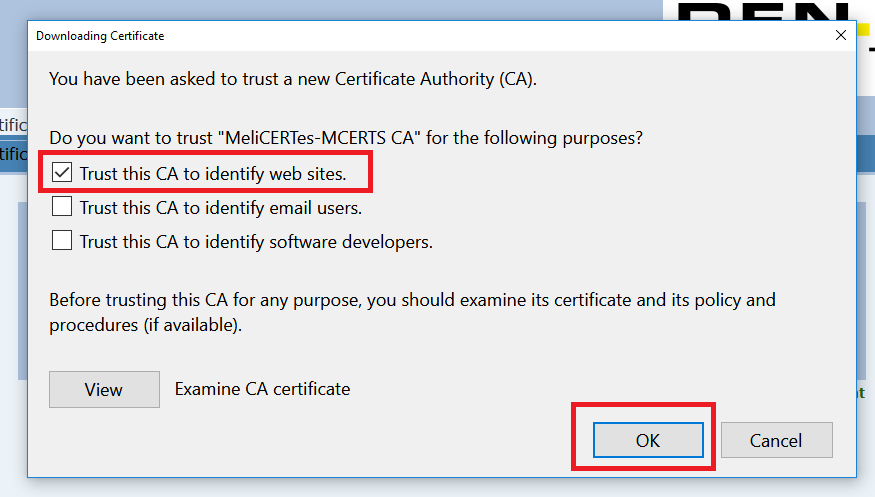 Downloading Certificate
You have been asked to trust a new Certificate Authority (CA).
Do you want to trust "MeliCERTes-MCERTS CA" for the following purposes?
Trust this CA to identify web sites.
Trust this CA to identify email users.
Trust this CA to identify software developers.
Before trusting this CA for any purpose, you should examine its certificate and its policy and
procedures (if available).
View Examine CA certificate
OK Cancel